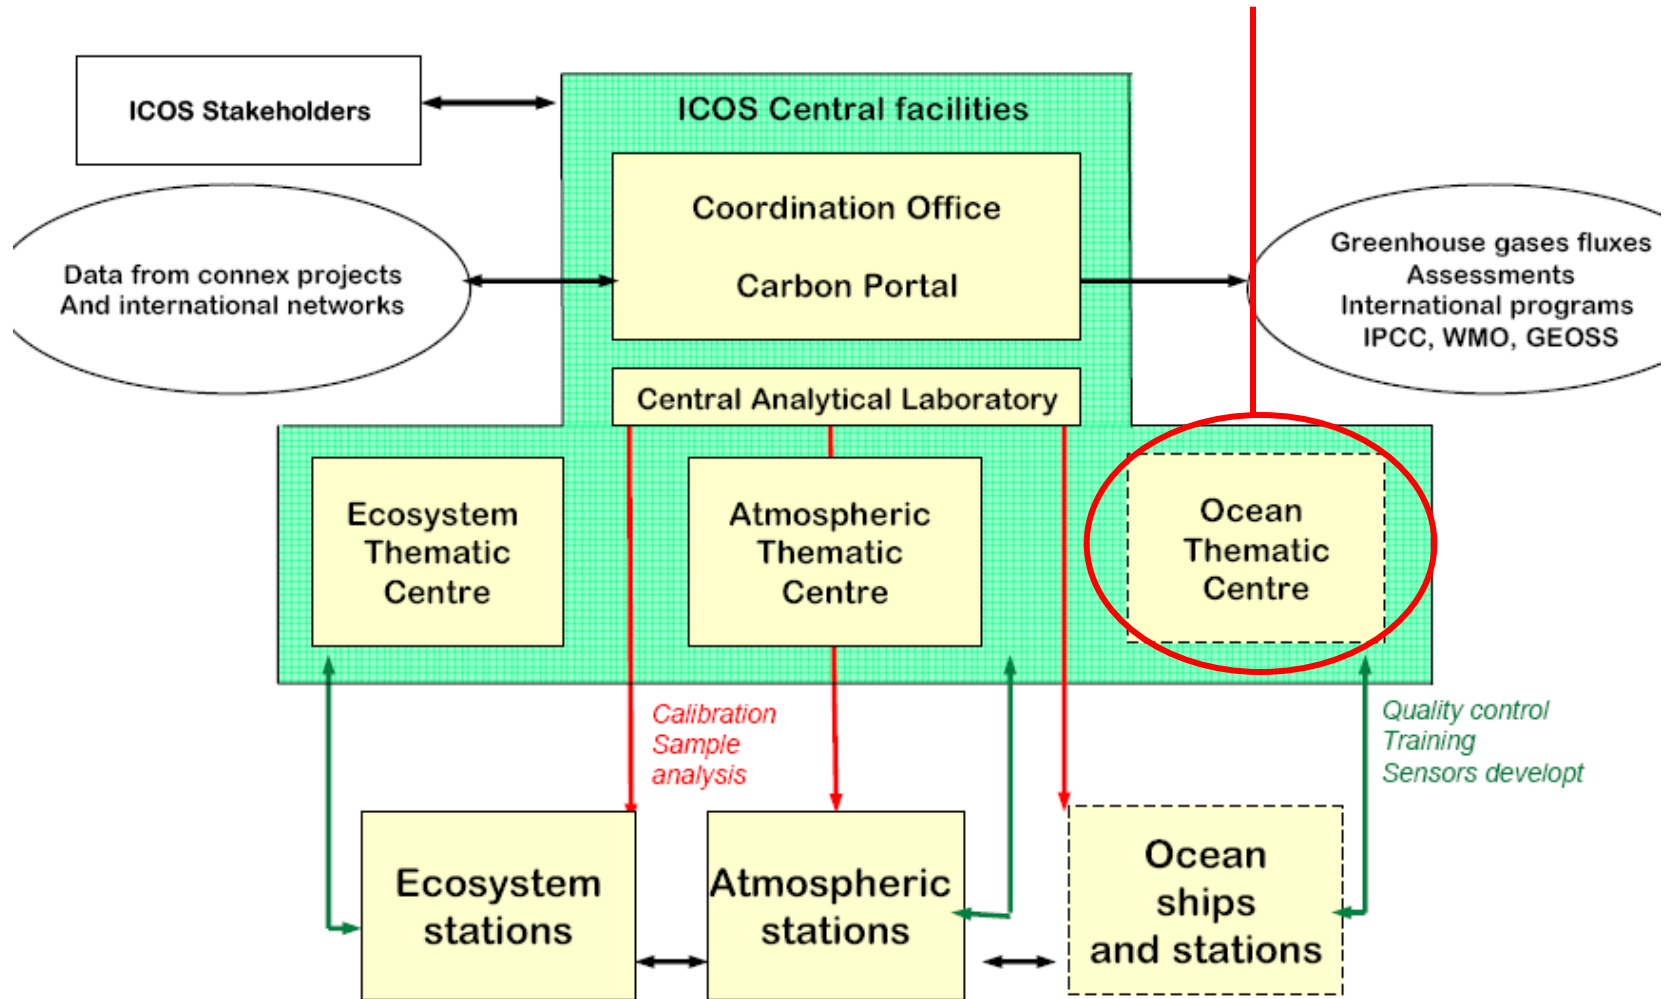 ICOS Stakeholders
ICOS Central facilities
Coordination Office
Carbon Portal
Data from connex projects
And international networks
Greenhouse gases fluxes
Assessments
International programs
IPCC, WMO, GEOSS
Central Analytical Laboratory
Ecosystem
Thematic
Centre
Atmospheric
Thematic
Centre
Ocean
Thematic
Centre
Calibration
Sample
analysis
Quality control
Training
Sensors developt
Ecosystem
stations
Atmospheric
stations
Ocean
ships
and stations